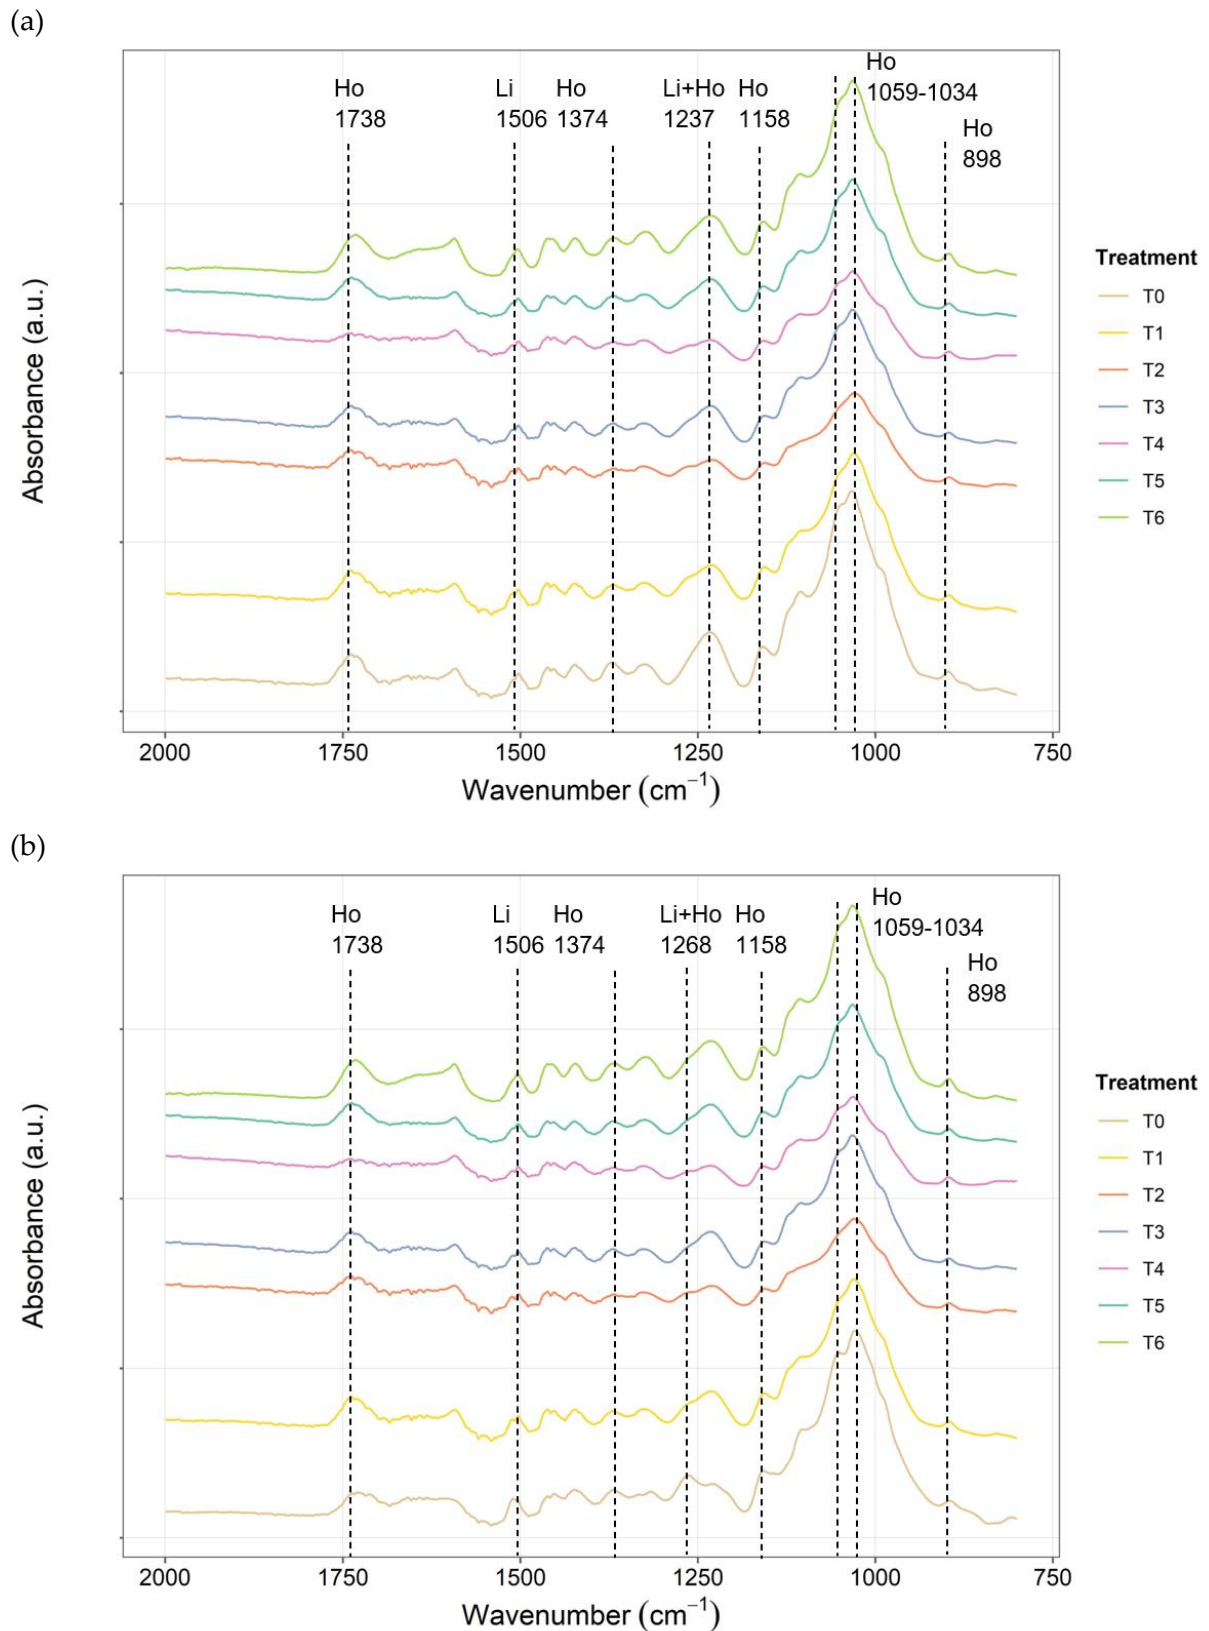 (a)
Ho
1059-1034
Ho
1738
Li
1506
Ho
1374
Li+Ho
1237
Ho
1158
Ho
898
Absorbance (a.u.)
Treatment
T0
T1
T2
T3
T4
T5
T6
2000 1750 1500 1250 1000 750
Wavenumber (cm⁻¹)
(b)
Ho
1059-1034
Ho
1738
Li
1506
Ho
1374
Li+Ho
1268
Ho
1158
Ho
898
Absorbance (a.u.)
Treatment
T0
T1
T2
T3
T4
T5
T6
2000 1750 1500 1250 1000 750
Wavenumber (cm⁻¹)